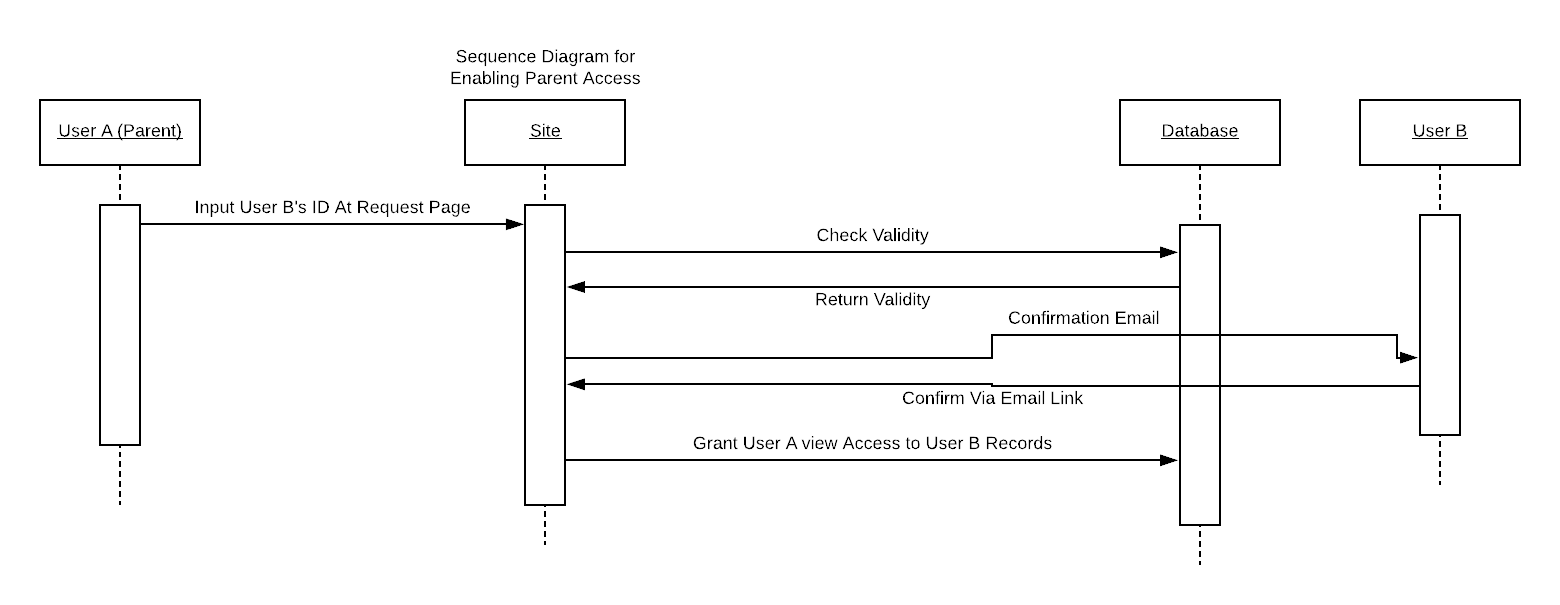 Sequence Diagram for
Enabling Parent Access
User A (Parent)
Site
Database
User B
Input User B's ID At Request Page
Check Validity
Return Validity
Confirmation Email
Confirm Via Email Link
Grant User A view Access to User B Records